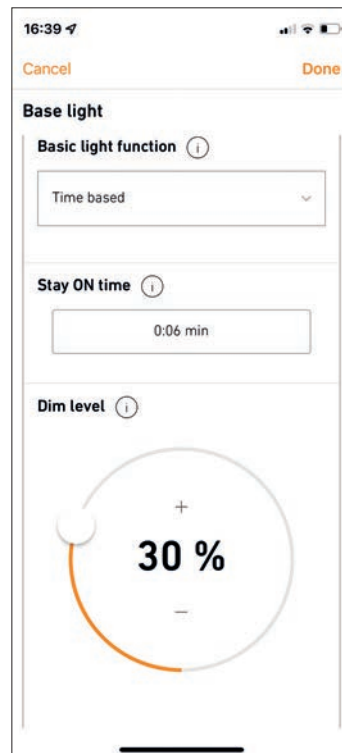 16:39
Cancel Done
Base light
Basic light function i
Time based
Stay ON time i
0:06 min
Dim level i
+
30 %
−